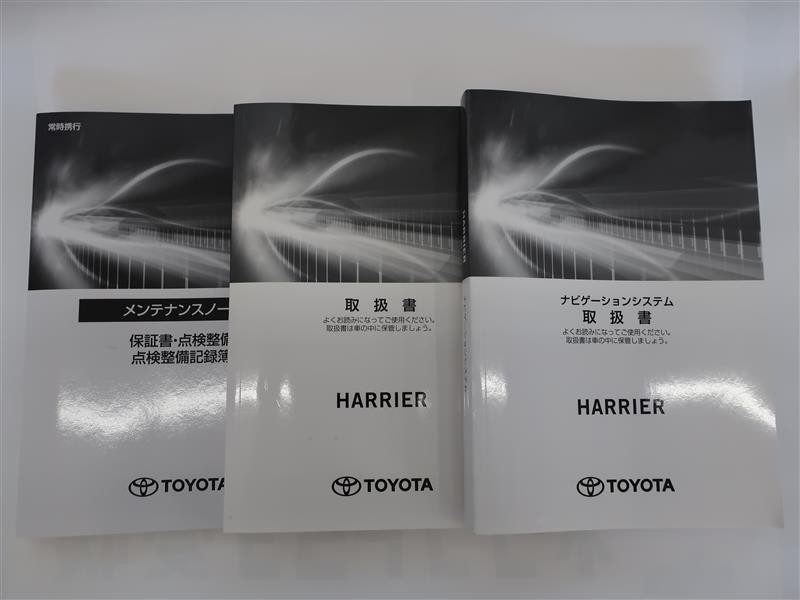 常時携行
メンテナンスノー
保証書・点検整備
点検整備記録簿
TOYOTA
取扱書
よくお読みになってご使用ください。
取扱書は車の中に保管しましょう。
HARRIER
TOYOTA
HARRIER
ナビゲーションシステム
取扱書
よくお読みになってご使用ください。
取扱書は車の中に保管しましょう。
HARRIER
TOYOTA